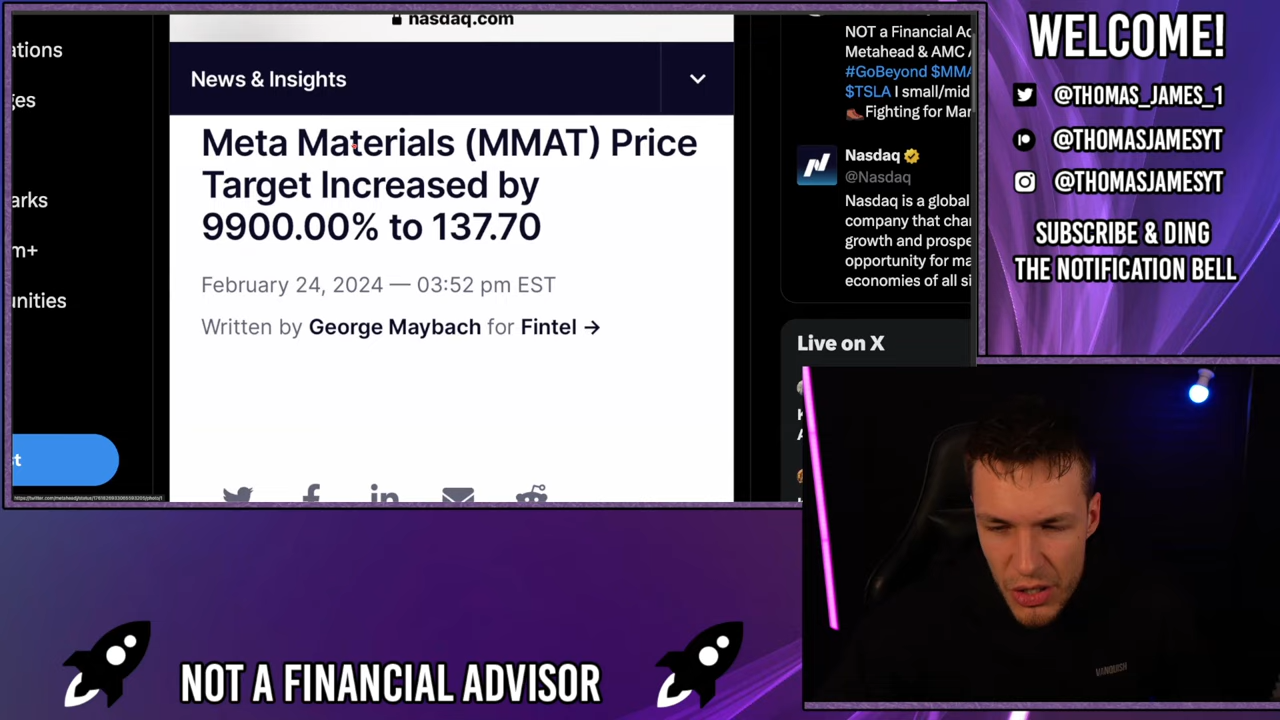 ations
ges
arks
m+
unities
t
nasdaq.com
News & Insights
Meta Materials (MMAT) Price
Target Increased by
9900.00% to 137.70
February 24, 2024 — 03:52 pm EST
Written by George Maybach for Fintel →
NOT a Financial Ad
Metahead & AMC A
#GoBeyond $MMA
$TSLA I small/mid
Fighting for Mar
Nasdaq
@Nasdaq
Nasdaq is a global
company that char
growth and prospe
opportunity for ma
economies of all si
Live on X
K
A
WELCOME!
@THOMAS_JAMES_1
@THOMASJAMESYT
@THOMASJAMESYT
SUBSCRIBE & DING
THE NOTIFICATION BELL
NOT A FINANCIAL ADVISOR
VANQUISH